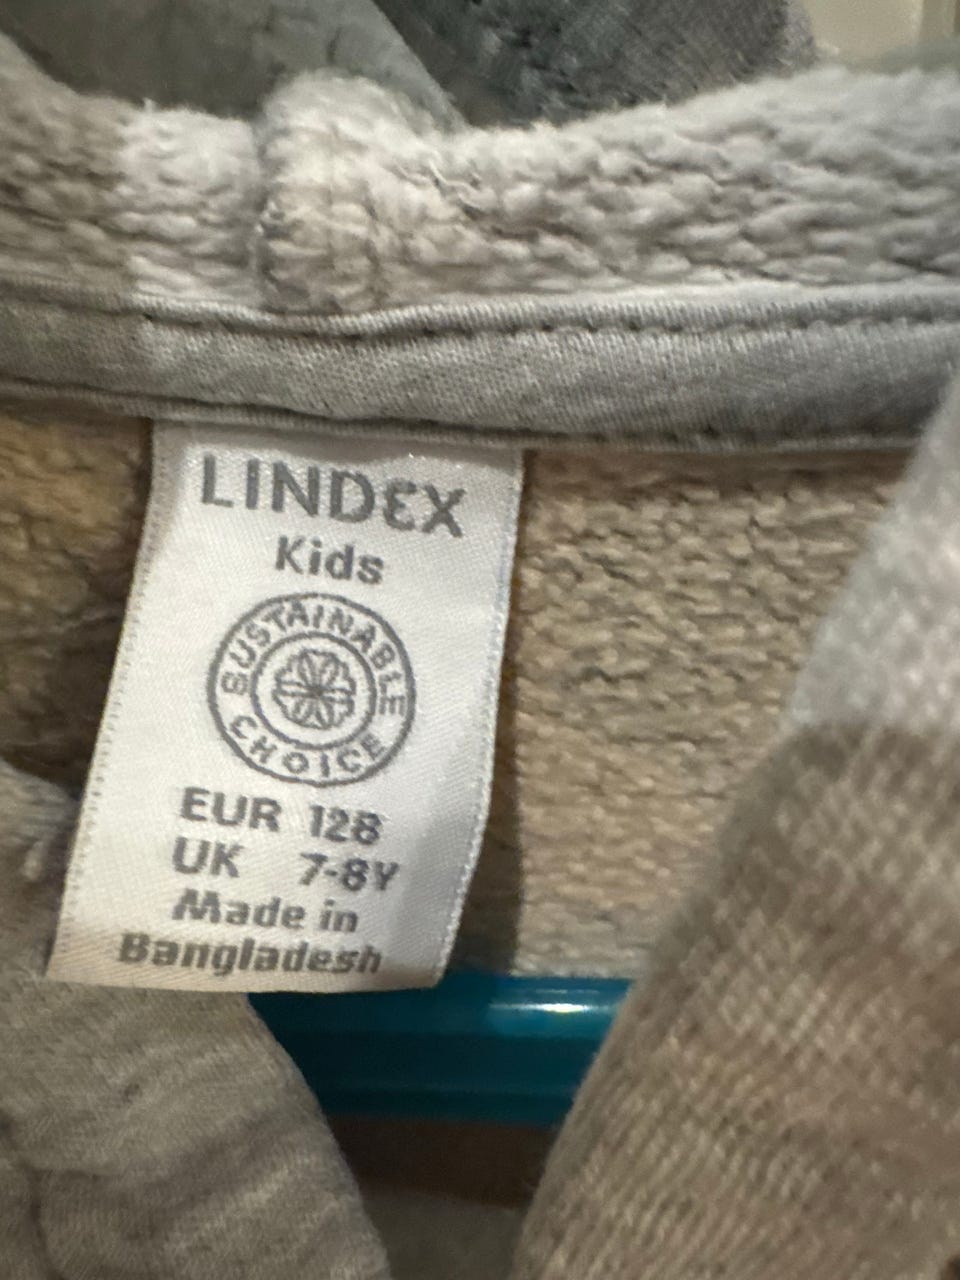 LINDEX
Kids
SUSTAINABLE
CHOICE
EUR 128
UK 7-8Y
Made in
Bangladesh